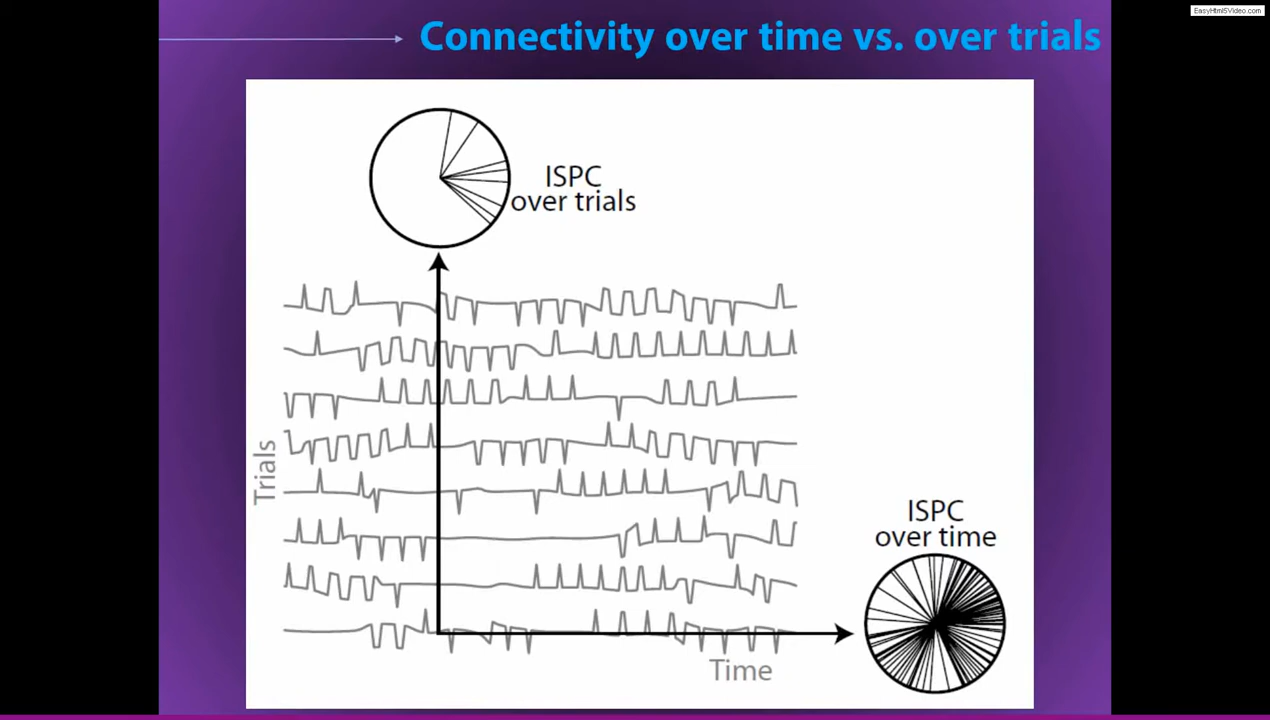 EasyHtml5Video.com
Connectivity over time vs. over trials
ISPC
over trials
Trials
ISPC
over time
Time